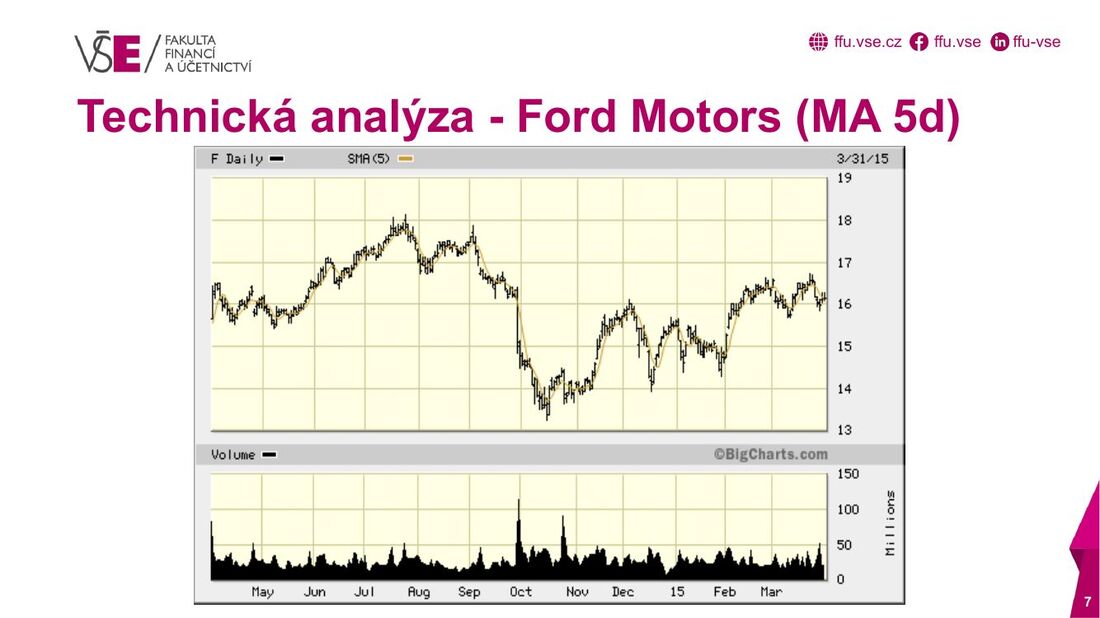 VŠE
FAKULTA
FINANCÍ
A ÚČETNICTVÍ
ffu.vse.cz ffu.vse ffu-vse
Technická analýza - Ford Motors (MA 5d)
F Daily SMA(5) 3/31/15
19
18
17
16
15
14
13
Volume ©BigCharts.com
150
100
50
0
Millions
May Jun Jul Aug Sep Oct Nov Dec 15 Feb Mar
7